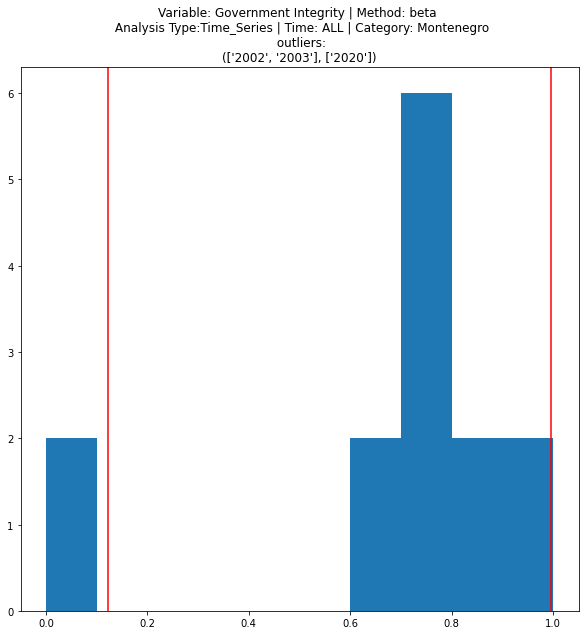 Variable: Government Integrity | Method: beta
Analysis Type:Time_Series | Time: ALL | Category: Montenegro
outliers:
(['2002', '2003'], ['2020'])
6
5
4
3
2
1
0
0.0 0.2 0.4 0.6 0.8 1.0